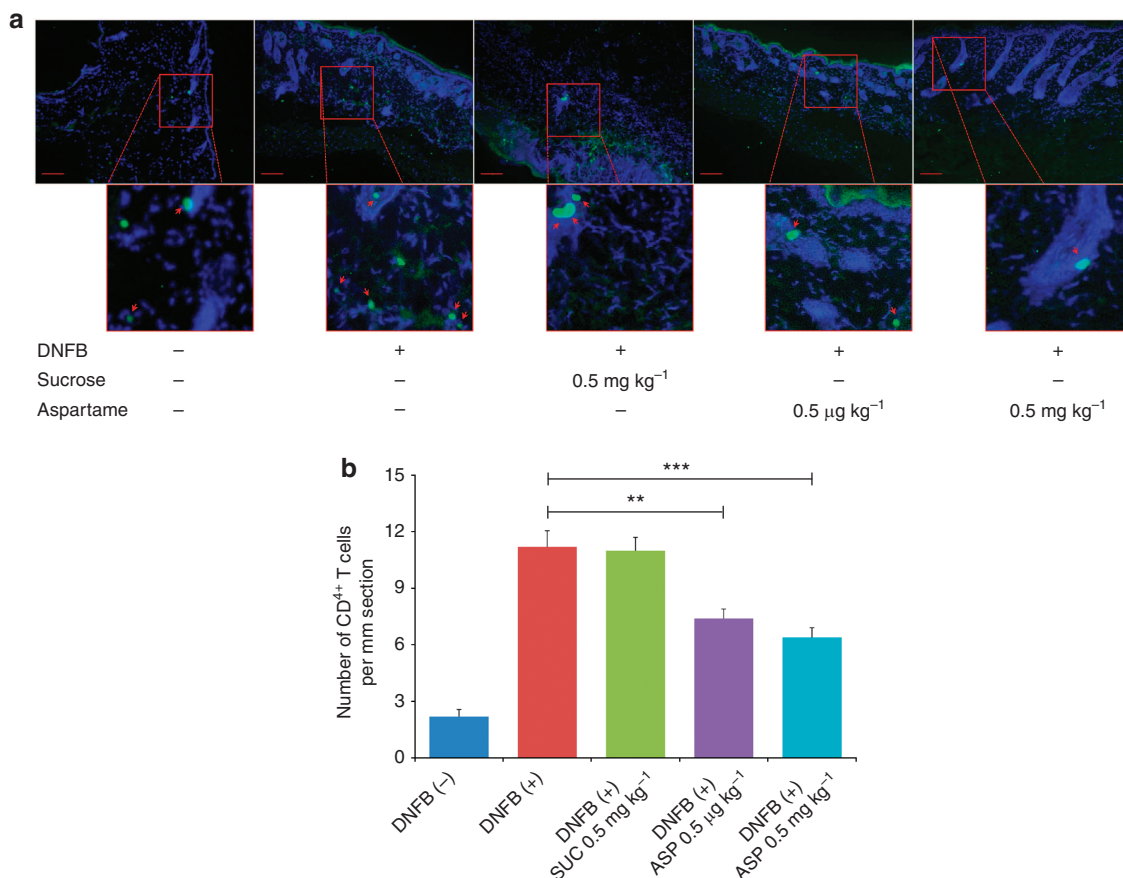 a
DNFB – + + + +
Sucrose – – 0.5 mg kg⁻¹ – –
Aspartame – – – 0.5 μg kg⁻¹ 0.5 mg kg⁻¹
b
Number of CD⁴⁺ T cells
per mm section
15
12
9
6
3
0
***
**
DNFB (–)
DNFB (+)
DNFB (+)
SUC 0.5 mg kg⁻¹
DNFB (+)
ASP 0.5 μg kg⁻¹
DNFB (+)
ASP 0.5 mg kg⁻¹